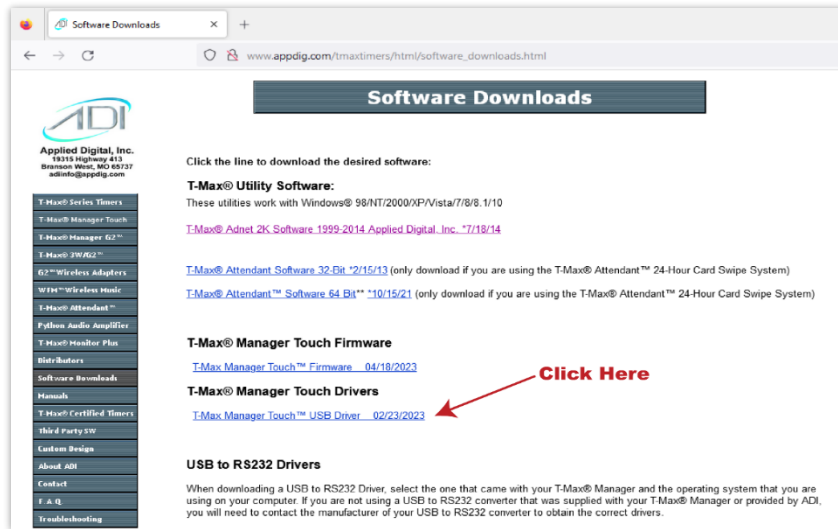 Software Downloads
www.appdig.com/tmaxtimers/html/software_downloads.html
Software Downloads
ADI
Applied Digital, Inc.
19315 Highway 413
Branson West, MO 65737
adiinfo@appdig.com
T-Max® Series Timers
T-Max® Manager Touch
T-Max® Manager G2™
T-Max® 3W/G2™
G2™ Wireless Adapters
WTM™ Wireless Music
T-Max® Attendant™
Python Audio Amplifier
T-Max® Monitor Plus
Distributors
Software Downloads
Manuals
T-Max® Certified Timers
Third Party SW
Custom Design
About ADI
Contact
F.A.Q.
Troubleshooting
Click the line to download the desired software:
T-Max® Utility Software:
These utilities work with Windows® 98/NT/2000/XP/Vista/7/8/8.1/10
T-Max® Adnet 2K Software 1999-2014 Applied Digital, Inc. *7/18/14
T-Max® Attendant Software 32-Bit *2/15/13 (only download if you are using the T-Max® Attendant™ 24-Hour Card Swipe System)
T-Max® Attendant™ Software 64 Bit** *10/15/21 (only download if you are using the T-Max® Attendant™ 24-Hour Card Swipe System)
T-Max® Manager Touch Firmware
T-Max Manager Touch™ Firmware 04/18/2023
Click Here
T-Max® Manager Touch Drivers
T-Max Manager Touch™ USB Driver 02/23/2023
USB to RS232 Drivers
When downloading a USB to RS232 Driver, select the one that came with your T-Max® Manager and the operating system that you are
using on your computer. If you are not using a USB to RS232 converter that was supplied with your T-Max® Manager or provided by ADI,
you will need to contact the manufacturer of your USB to RS232 converter to obtain the correct drivers.